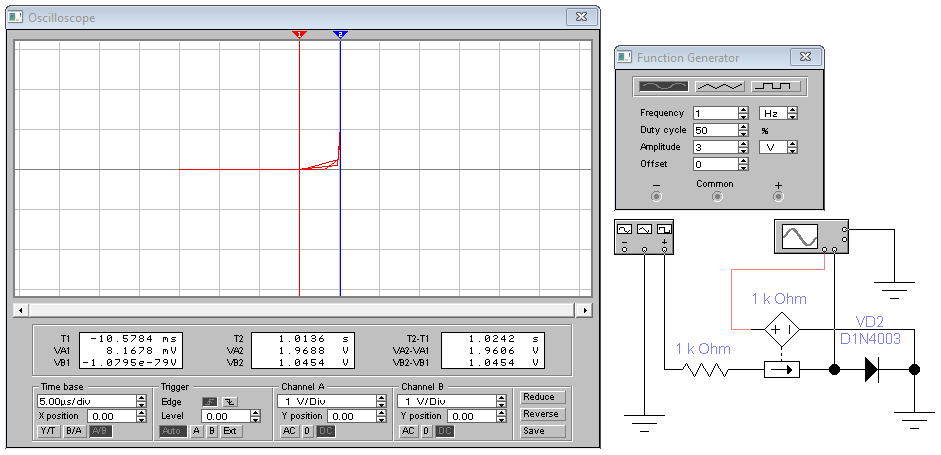 Oscilloscope
1 2
T1 -10.5784 ms T2 1.0136 s T2-T1 1.0242 s
VA1 8.1678 mV VA2 1.9688 V VA2-VA1 1.9606 V
VB1 -1.0795e-79V VB2 1.0454 V VB2-VB1 1.0454 V
Time base Trigger Channel A Channel B
5.00µs/div Edge 1 V/Div 1 V/Div Reduce
X position 0.00 Level 0.00 Y position 0.00 Y position 0.00 Reverse
Y/T B/A A/B Auto A B Ext AC 0 DC AC 0 DC Save
Function Generator
Frequency 1 Hz
Duty cycle 50 %
Amplitude 3 V
Offset 0
− Common +
− +
1 k Ohm
+ −
VD2
D1N4003
1 k Ohm